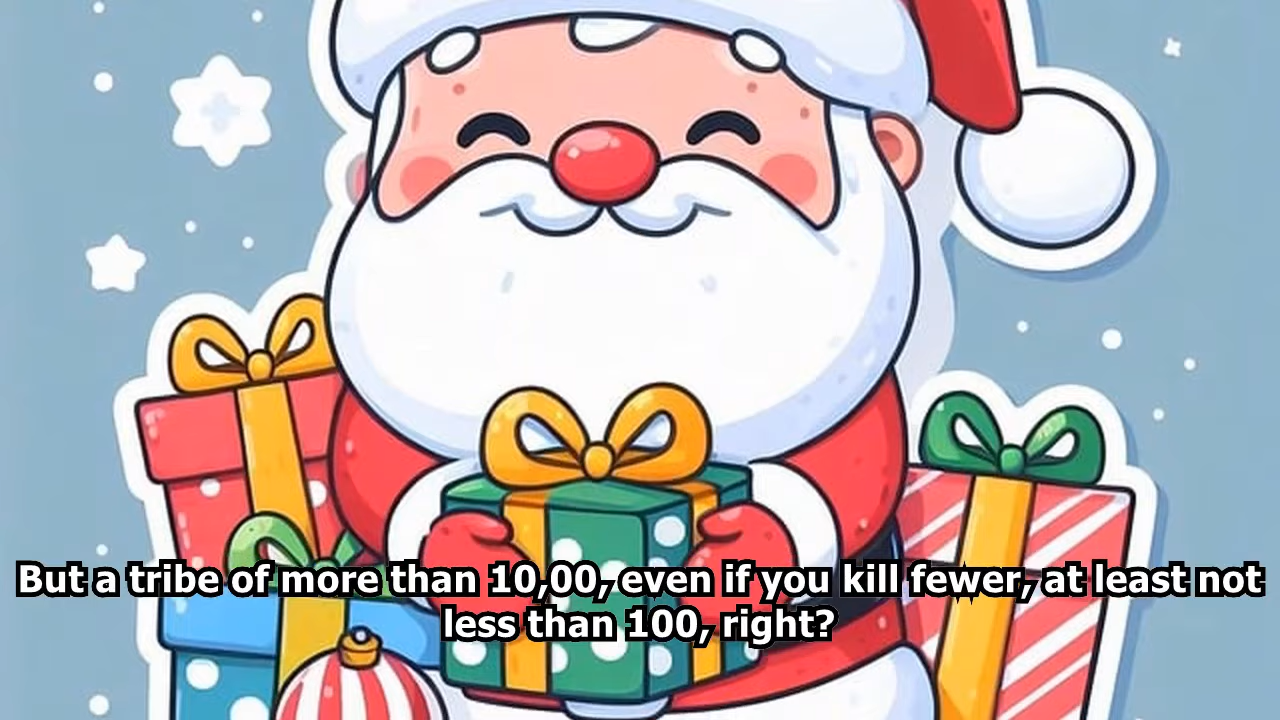 But a tribe of more than 10,00, even if you kill fewer, at least not
less than 100, right?